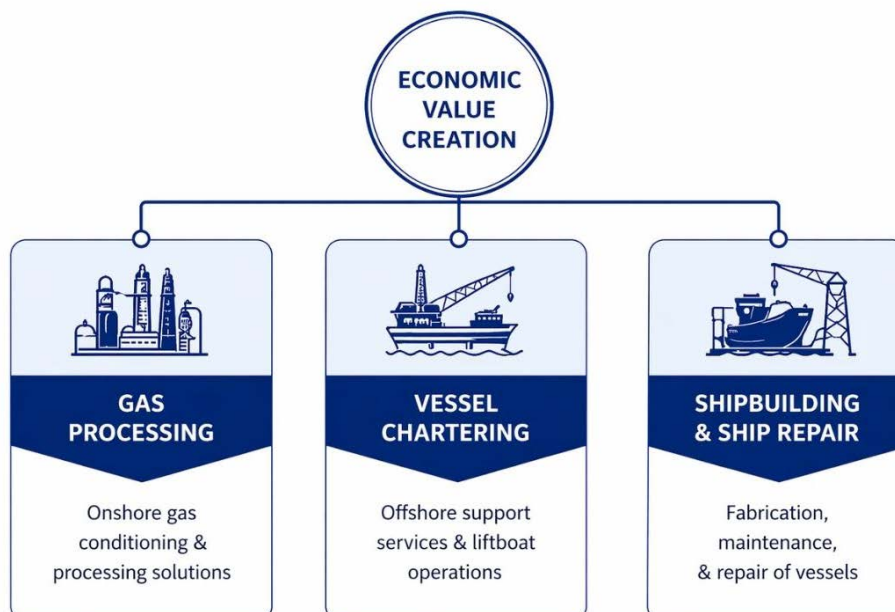 ECONOMIC
VALUE
CREATION
GAS
PROCESSING
Onshore gas
conditioning &
processing solutions
VESSEL
CHARTERING
Offshore support
services & liftboat
operations
SHIPBUILDING
& SHIP REPAIR
Fabrication,
maintenance,
& repair of vessels